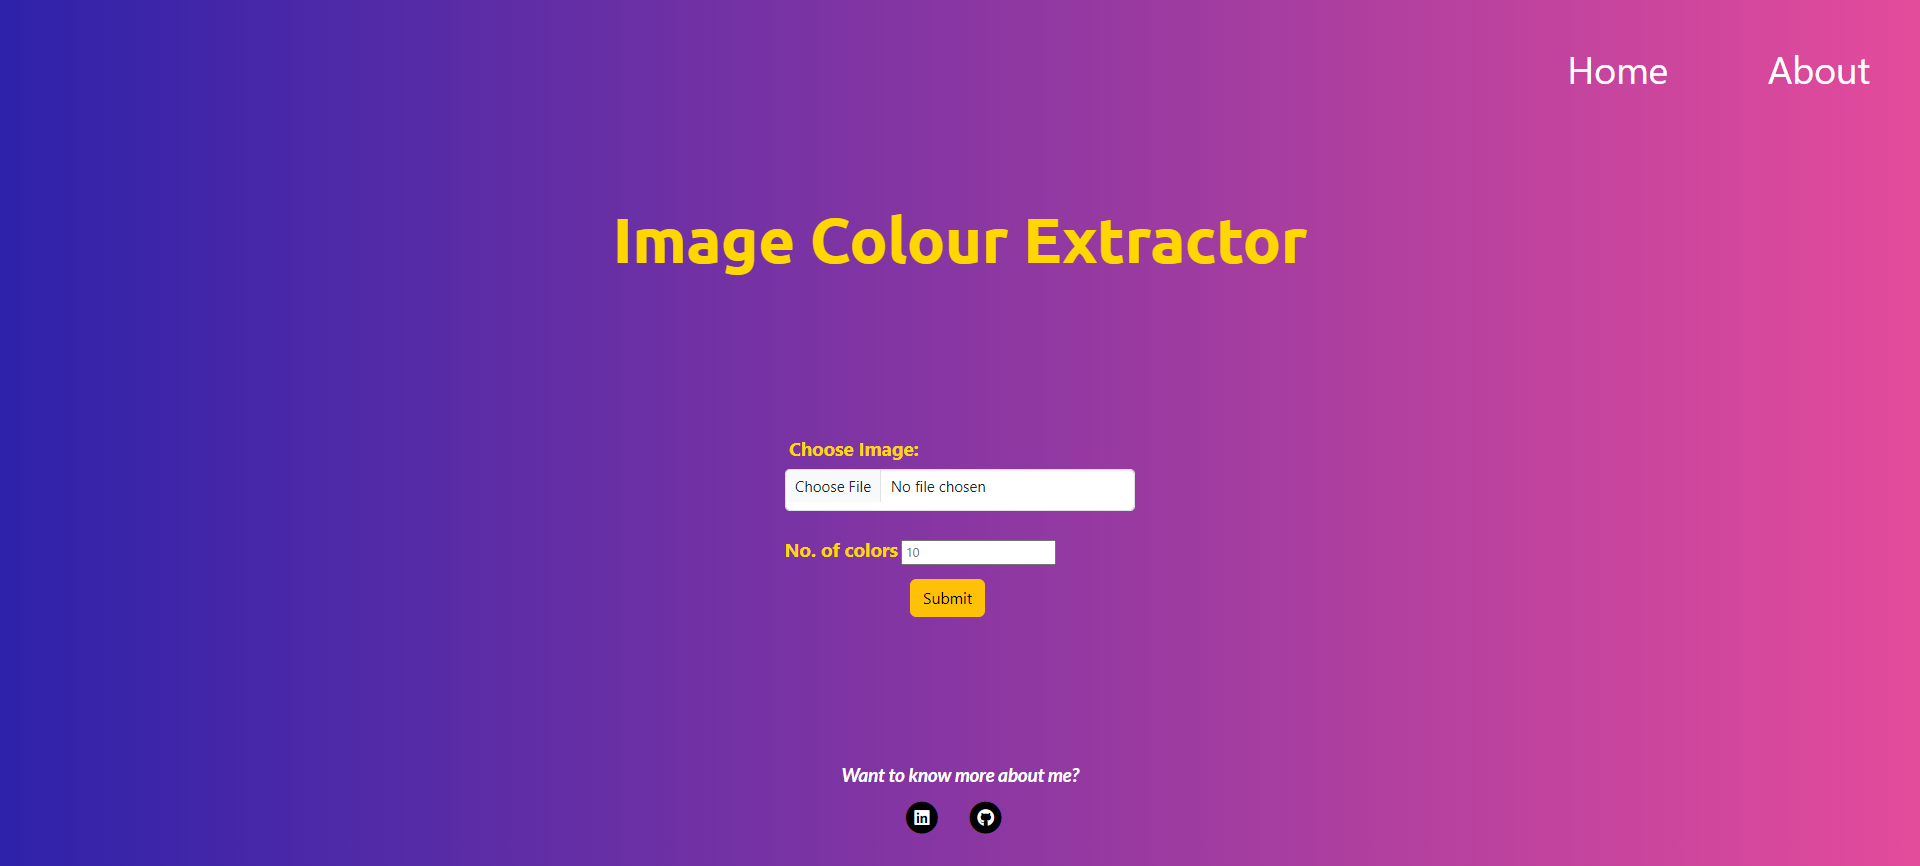 Home About
Image Colour Extractor
Choose Image:
Choose File No file chosen
No. of colors 10
Submit
Want to know more about me?
in